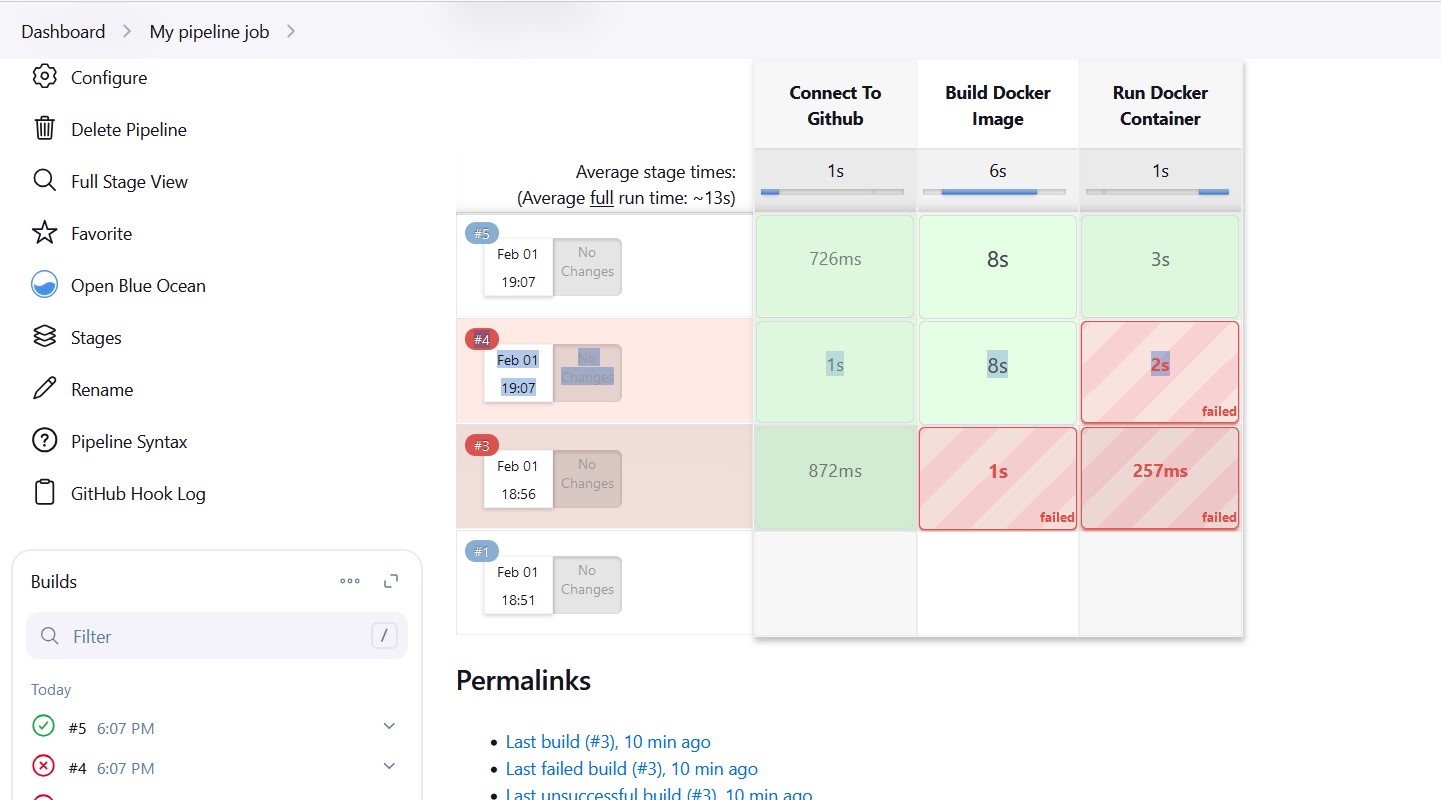 Dashboard
My pipeline job
Configure
Delete Pipeline
Full Stage View
Favorite
Open Blue Ocean
Stages
Rename
Pipeline Syntax
GitHub Hook Log
Builds
Filter
/
Today
#5 6:07 PM
#4 6:07 PM
Connect To
Github
Build Docker
Image
Run Docker
Container
Average stage times:
(Average full run time: ~13s)
1s
6s
1s
#5
Feb 01
19:07
No
Changes
726ms
8s
3s
#4
Feb 01
19:07
No
Changes
1s
8s
2s
failed
#3
Feb 01
18:56
No
Changes
872ms
1s
failed
257ms
failed
#1
Feb 01
18:51
No
Changes
Permalinks
Last build (#3), 10 min ago
Last failed build (#3), 10 min ago
Last unsuccessful build (#3), 10 min ago